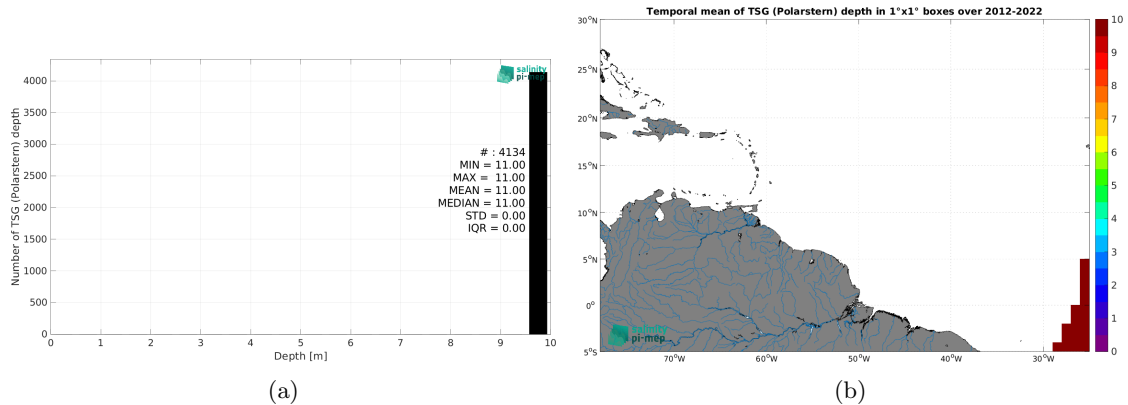 salinity
pi-mep
4000
3500
3000
2500
2000
1500
1000
500
0
Number of TSG (Polarstern) depth
# : 4134
MIN = 11.00
MAX = 11.00
MEAN = 11.00
MEDIAN = 11.00
STD = 0.00
IQR = 0.00
0 1 2 3 4 5 6 7 8 9 10
Depth [m]
(a)
Temporal mean of TSG (Polarstern) depth in 1°x1° boxes over 2012-2022
30°N
25°N
20°N
15°N
10°N
5°N
0°
5°S
70°W 60°W 50°W 40°W 30°W
salinity
pi-mep
10
9
8
7
6
5
4
3
2
1
0
(b)